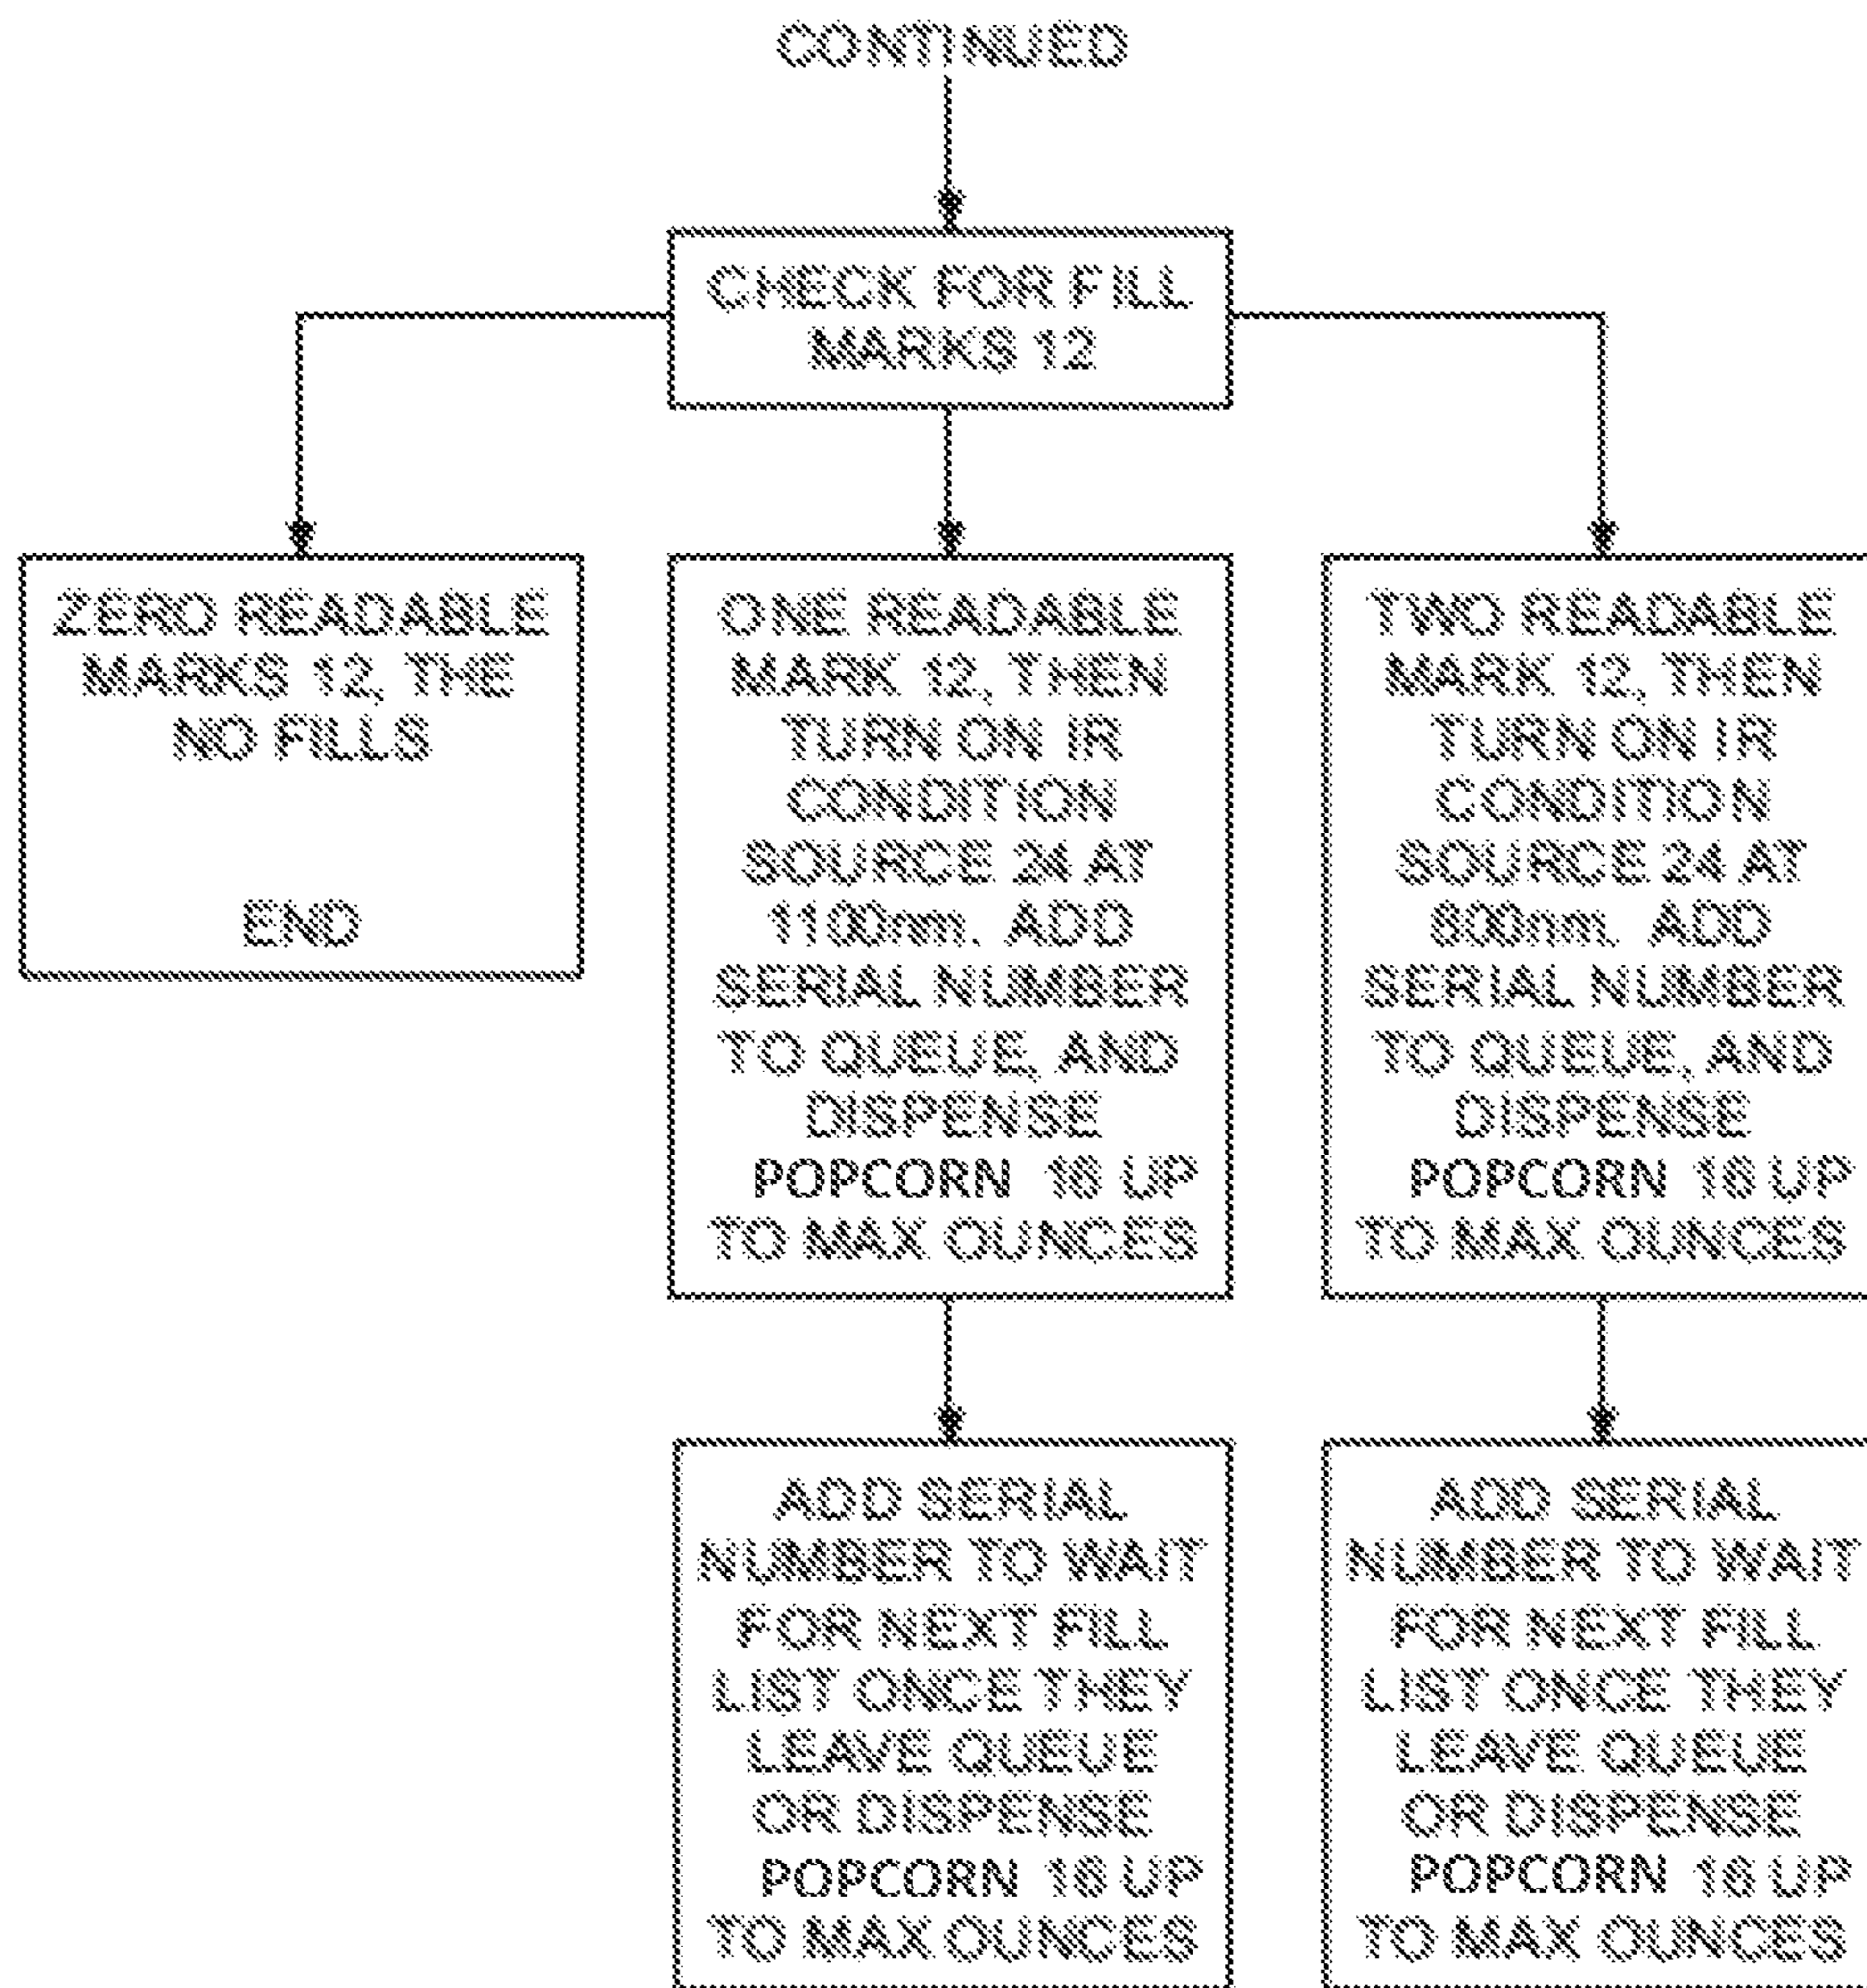 CONTINUED
CHECK FOR FILL
MARKS 12
ZERO READABLE
MARKS 12, THE
NO FILLS
END
ONE READABLE
MARK 12, THEN
TURN ON IR
CONDITION
SOURCE 24 AT
1100nm. ADD
SERIAL NUMBER
TO QUEUE, AND
DISPENSE
POPCORN 16 UP
TO MAX OUNCES
TWO READABLE
MARK 12, THEN
TURN ON IR
CONDITION
SOURCE 24 AT
800nm. ADD
SERIAL NUMBER
TO QUEUE, AND
DISPENSE
POPCORN 16 UP
TO MAX OUNCES
ADD SERIAL
NUMBER TO WAIT
FOR NEXT FILL
LIST ONCE THEY
LEAVE QUEUE
OR DISPENSE
POPCORN 16 UP
TO MAX OUNCES
ADD SERIAL
NUMBER TO WAIT
FOR NEXT FILL
LIST ONCE THEY
LEAVE QUEUE
OR DISPENSE
POPCORN 16 UP
TO MAX OUNCES